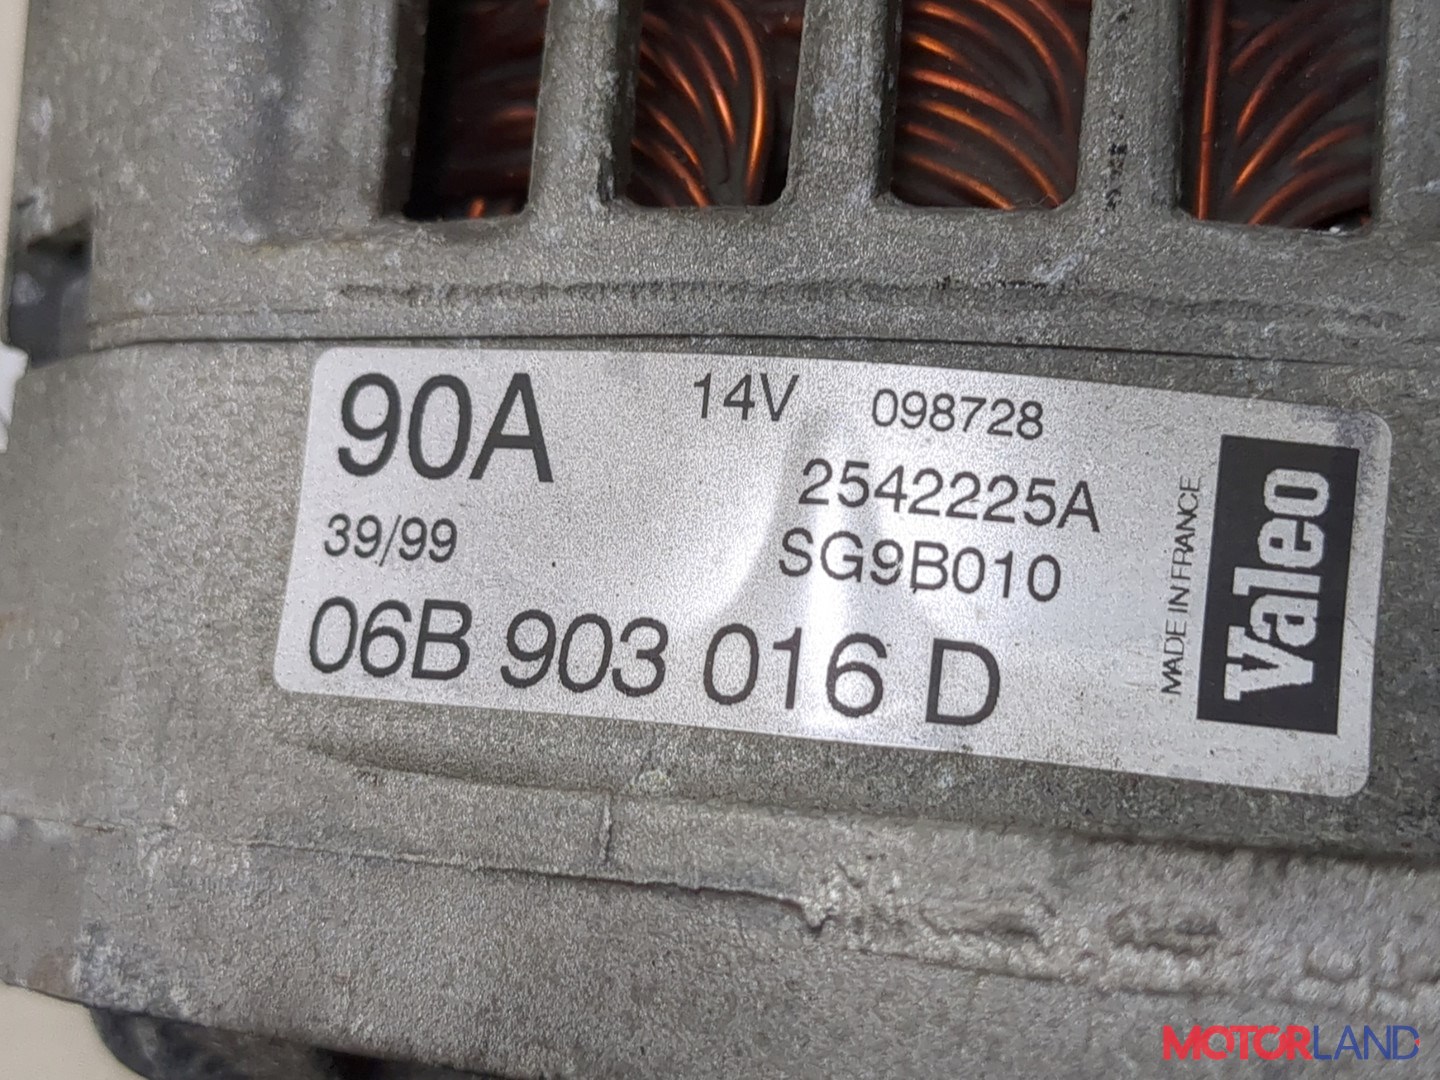 90A 14V 098728
2542225A
39/99 SG9B010
06B 903 016 D
MADE IN FRANCE
Valeo
MOTORLAND